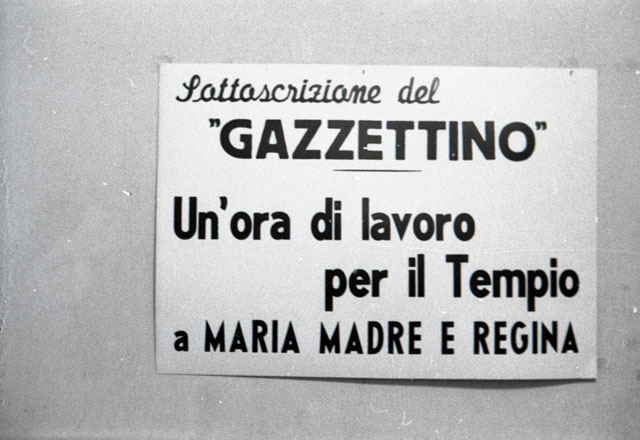 Sottoscrizione del
"GAZZETTINO"
Un'ora di lavoro
per il Tempio
a MARIA MADRE E REGINA